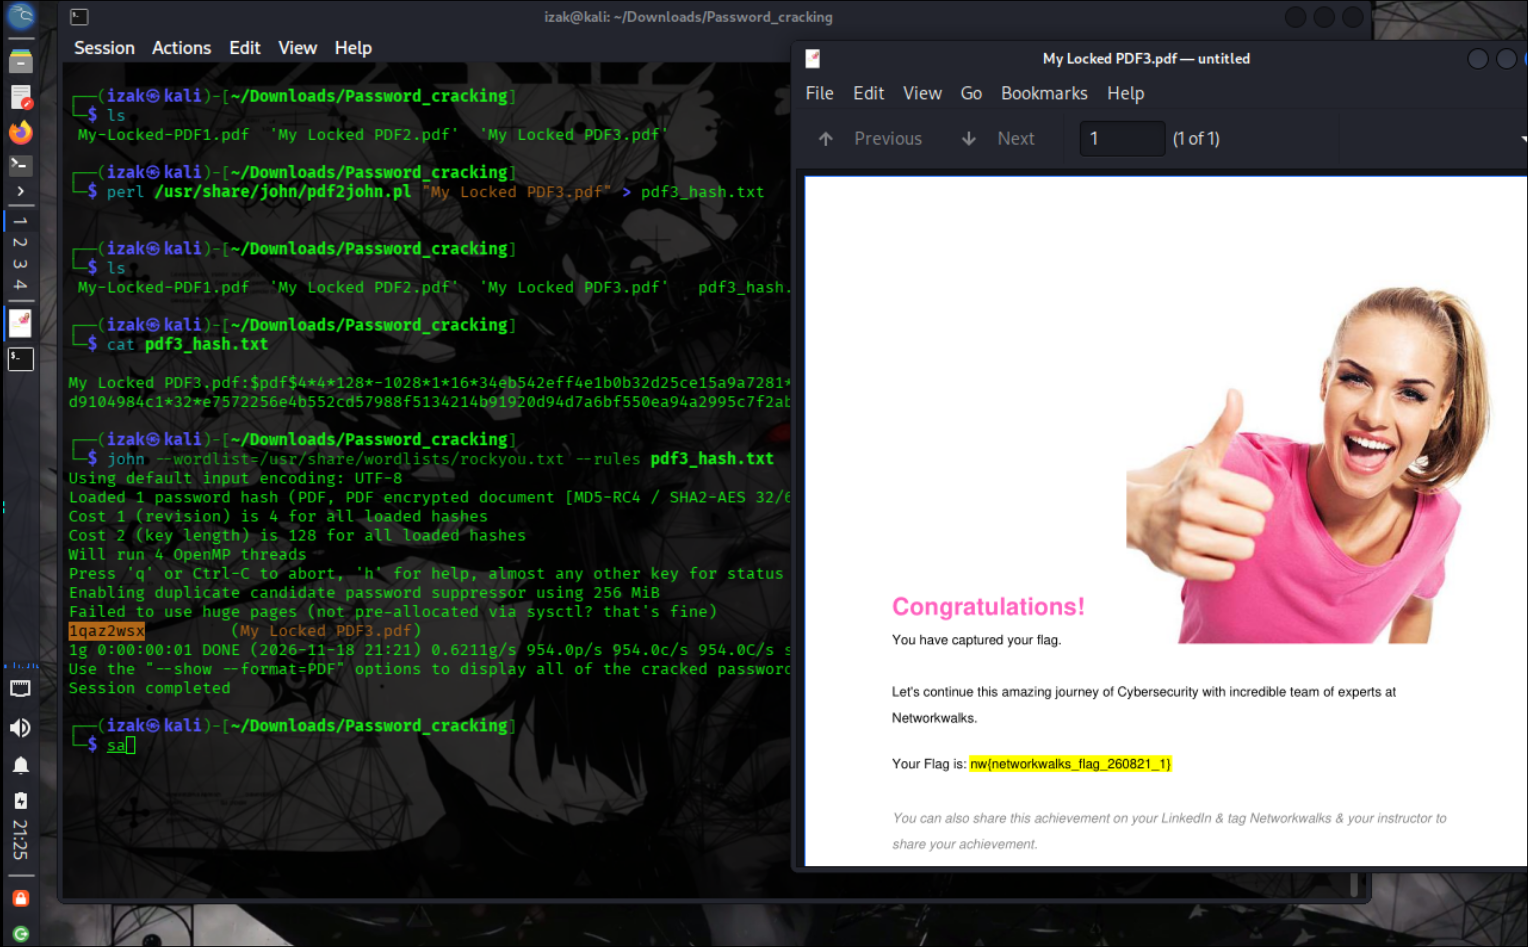 izak@kali: ~/Downloads/Password_cracking
Session Actions Edit View Help
┌──(izak㉿kali)-[~/Downloads/Password_cracking]
└─$ ls
My-Locked-PDF1.pdf 'My Locked PDF2.pdf' 'My Locked PDF3.pdf'
┌──(izak㉿kali)-[~/Downloads/Password_cracking]
└─$ perl /usr/share/john/pdf2john.pl "My Locked PDF3.pdf" > pdf3_hash.txt
┌──(izak㉿kali)-[~/Downloads/Password_cracking]
└─$ ls
My-Locked-PDF1.pdf 'My Locked PDF2.pdf' 'My Locked PDF3.pdf' pdf3_hash.
┌──(izak㉿kali)-[~/Downloads/Password_cracking]
└─$ cat pdf3_hash.txt
My Locked PDF3.pdf:$pdf$4*4*128*-1028*1*16*34eb542eff4e1b0b32d25ce15a9a7281*
d9104984c1*32*e7572256e4b552cd57988f5134214b91920d94d7a6bf550ea94a2995c7f2ab
┌──(izak㉿kali)-[~/Downloads/Password_cracking]
└─$ john --wordlist=/usr/share/wordlists/rockyou.txt --rules pdf3_hash.txt
Using default input encoding: UTF-8
Loaded 1 password hash (PDF, PDF encrypted document [MD5-RC4 / SHA2-AES 32/6
Cost 1 (revision) is 4 for all loaded hashes
Cost 2 (key length) is 128 for all loaded hashes
Will run 4 OpenMP threads
Press 'q' or Ctrl-C to abort, 'h' for help, almost any other key for status
Enabling duplicate candidate password suppressor using 256 MiB
Failed to use huge pages (not pre-allocated via sysctl? that's fine)
1qaz2wsx (My Locked PDF3.pdf)
1g 0:00:00:01 DONE (2026-11-18 21:21) 0.6211g/s 954.0p/s 954.0c/s 954.0C/s s
Use the "--show --format=PDF" options to display all of the cracked password
Session completed
┌──(izak㉿kali)-[~/Downloads/Password_cracking]
└─$ sa
My Locked PDF3.pdf — untitled
File Edit View Go Bookmarks Help
Previous Next 1 (1 of 1)
Congratulations!
You have captured your flag.
Let's continue this amazing journey of Cybersecurity with incredible team of experts at
Networkwalks.
Your Flag is: nw{networkwalks_flag_260821_1}
You can also share this achievement on your LinkedIn & tag Networkwalks & your instructor to
share your achievement.
1
2
3
4
21:25